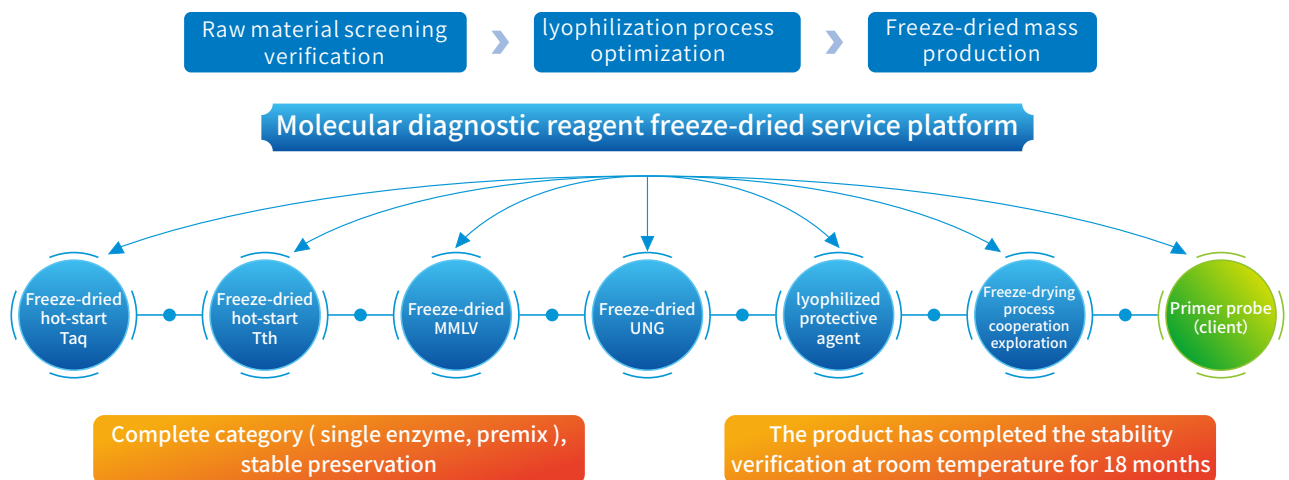 Raw material screening
verification
lyophilization process
optimization
Freeze-dried mass
production
Molecular diagnostic reagent freeze-dried service platform
Freeze-dried
hot-start
Taq
Freeze-dried
hot-start
Tth
Freeze-dried
MMLV
Freeze-dried
UNG
lyophilized
protective
agent
Freeze-drying
process
cooperation
exploration
Primer probe
(client)
Complete category ( single enzyme, premix ),
stable preservation
The product has completed the stability
verification at room temperature for 18 months